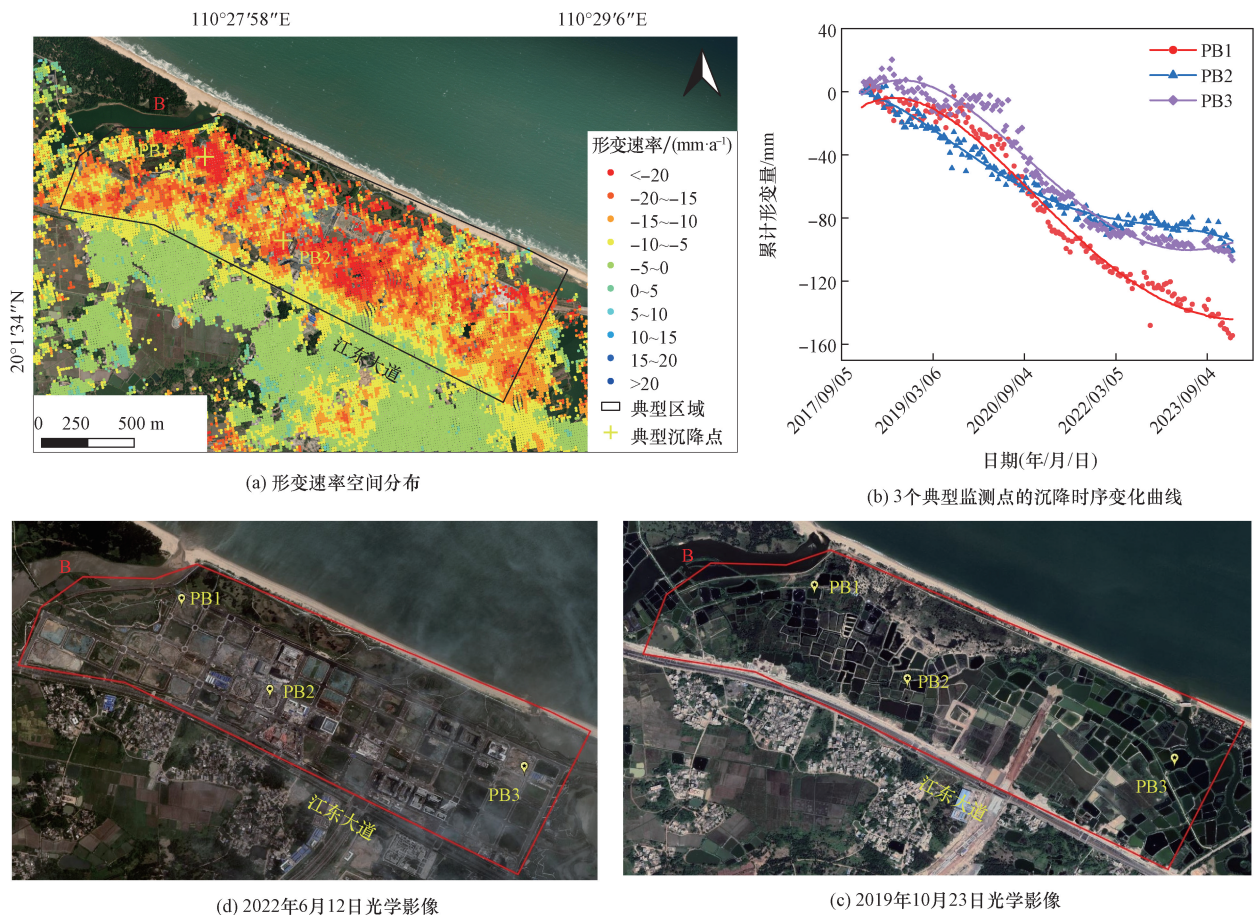 110°27′58″E
110°29′6″E
20°1′34″N
B
PB1
PB2
江东大道
形变速率/(mm·a⁻¹)
<-20
-20~-15
-15~-10
-10~-5
-5~0
0~5
5~10
10~15
15~20
>20
典型区域
典型沉降点
0 250 500 m
(a) 形变速率空间分布
40
0
-40
-80
-120
-160
累计形变量/mm
PB1
PB2
PB3
2017/09/05
2019/03/06
2020/09/04
2022/03/05
2023/09/04
日期(年/月/日)
(b) 3个典型监测点的沉降时序变化曲线
B
PB1
PB2
PB3
江东大道
(d) 2022年6月12日光学影像
B
PB1
PB2
PB3
江东大道
(c) 2019年10月23日光学影像